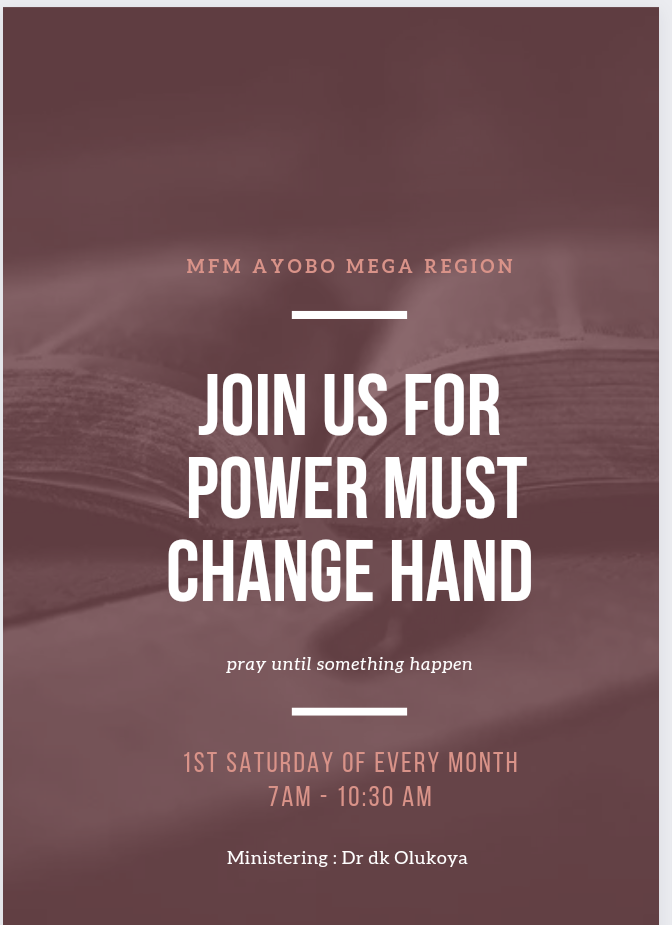 MFM AYOBO MEGA REGION
JOIN US FOR
POWER MUST
CHANGE HAND
pray until something happen
1ST SATURDAY OF EVERY MONTH
7AM - 10:30 AM
Ministering : Dr dk Olukoya